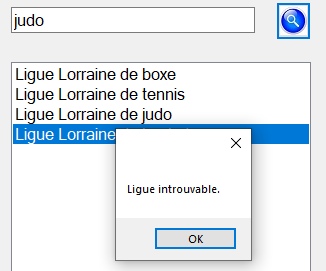 judo
Ligue Lorraine de boxe
Ligue Lorraine de tennis
Ligue Lorraine de judo
Ligue Lorraine
Ligue introuvable.
OK